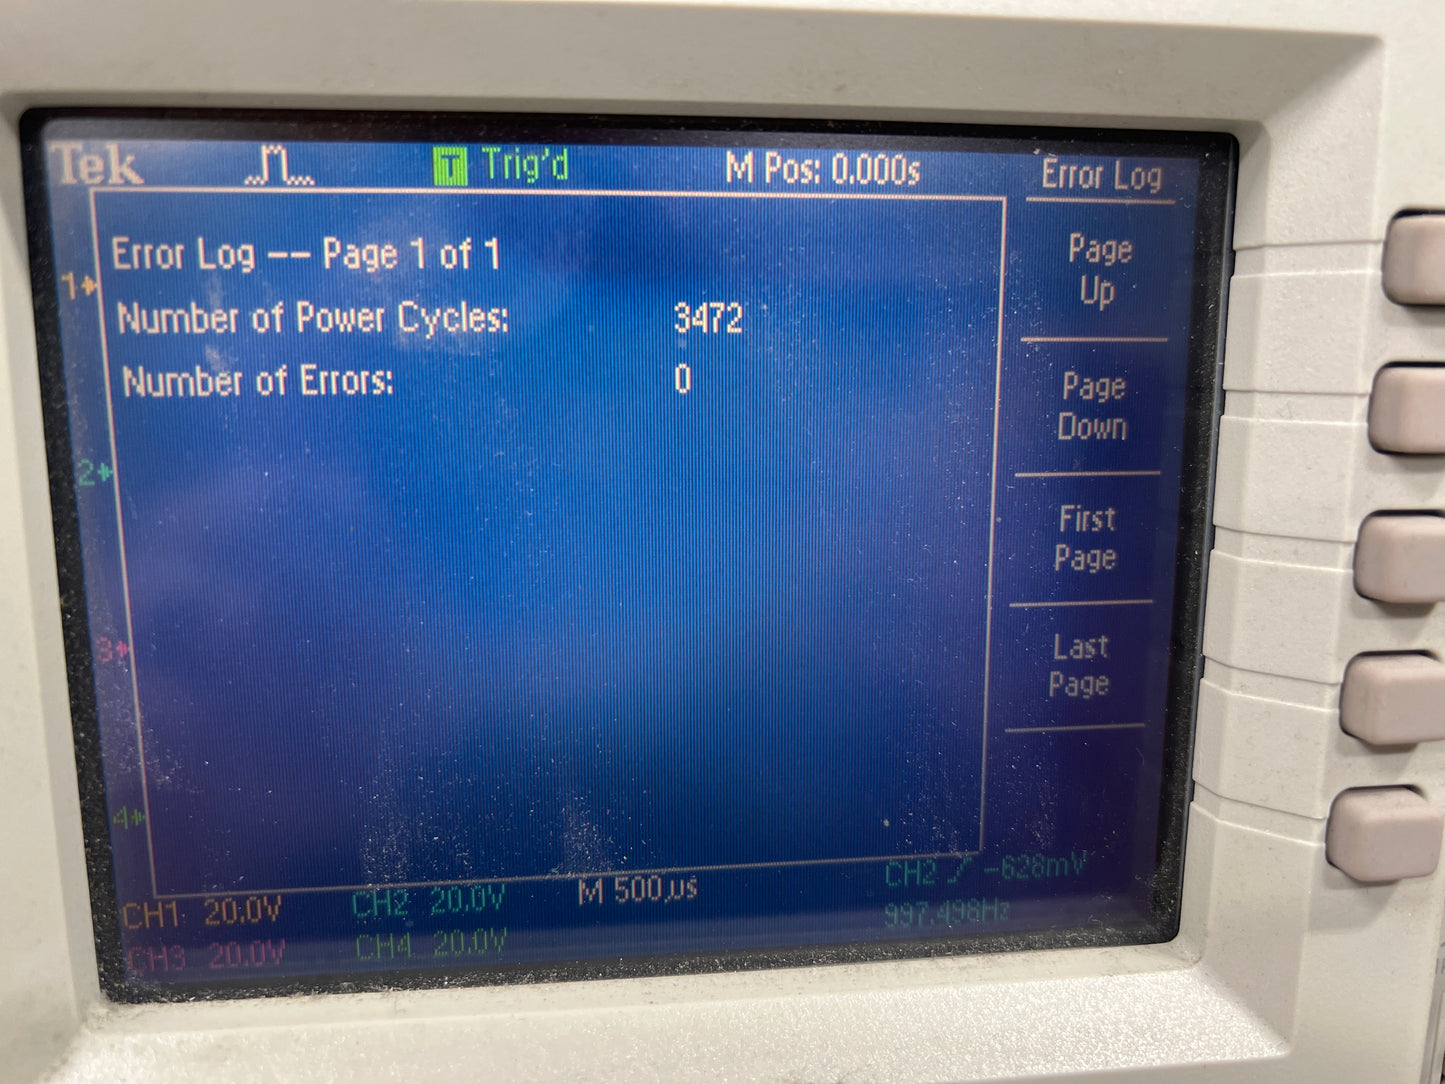 Tek
T Trig'd
M Pos: 0.000s
Error Log
Error Log -- Page 1 of 1
Number of Power Cycles: 3472
Number of Errors: 0
1
2
3
4
Page
Up
Page
Down
First
Page
Last
Page
CH1 20.0V
CH2 20.0V
M 500µs
CH2 -628mV
CH3 20.0V
CH4 20.0V
997.498Hz